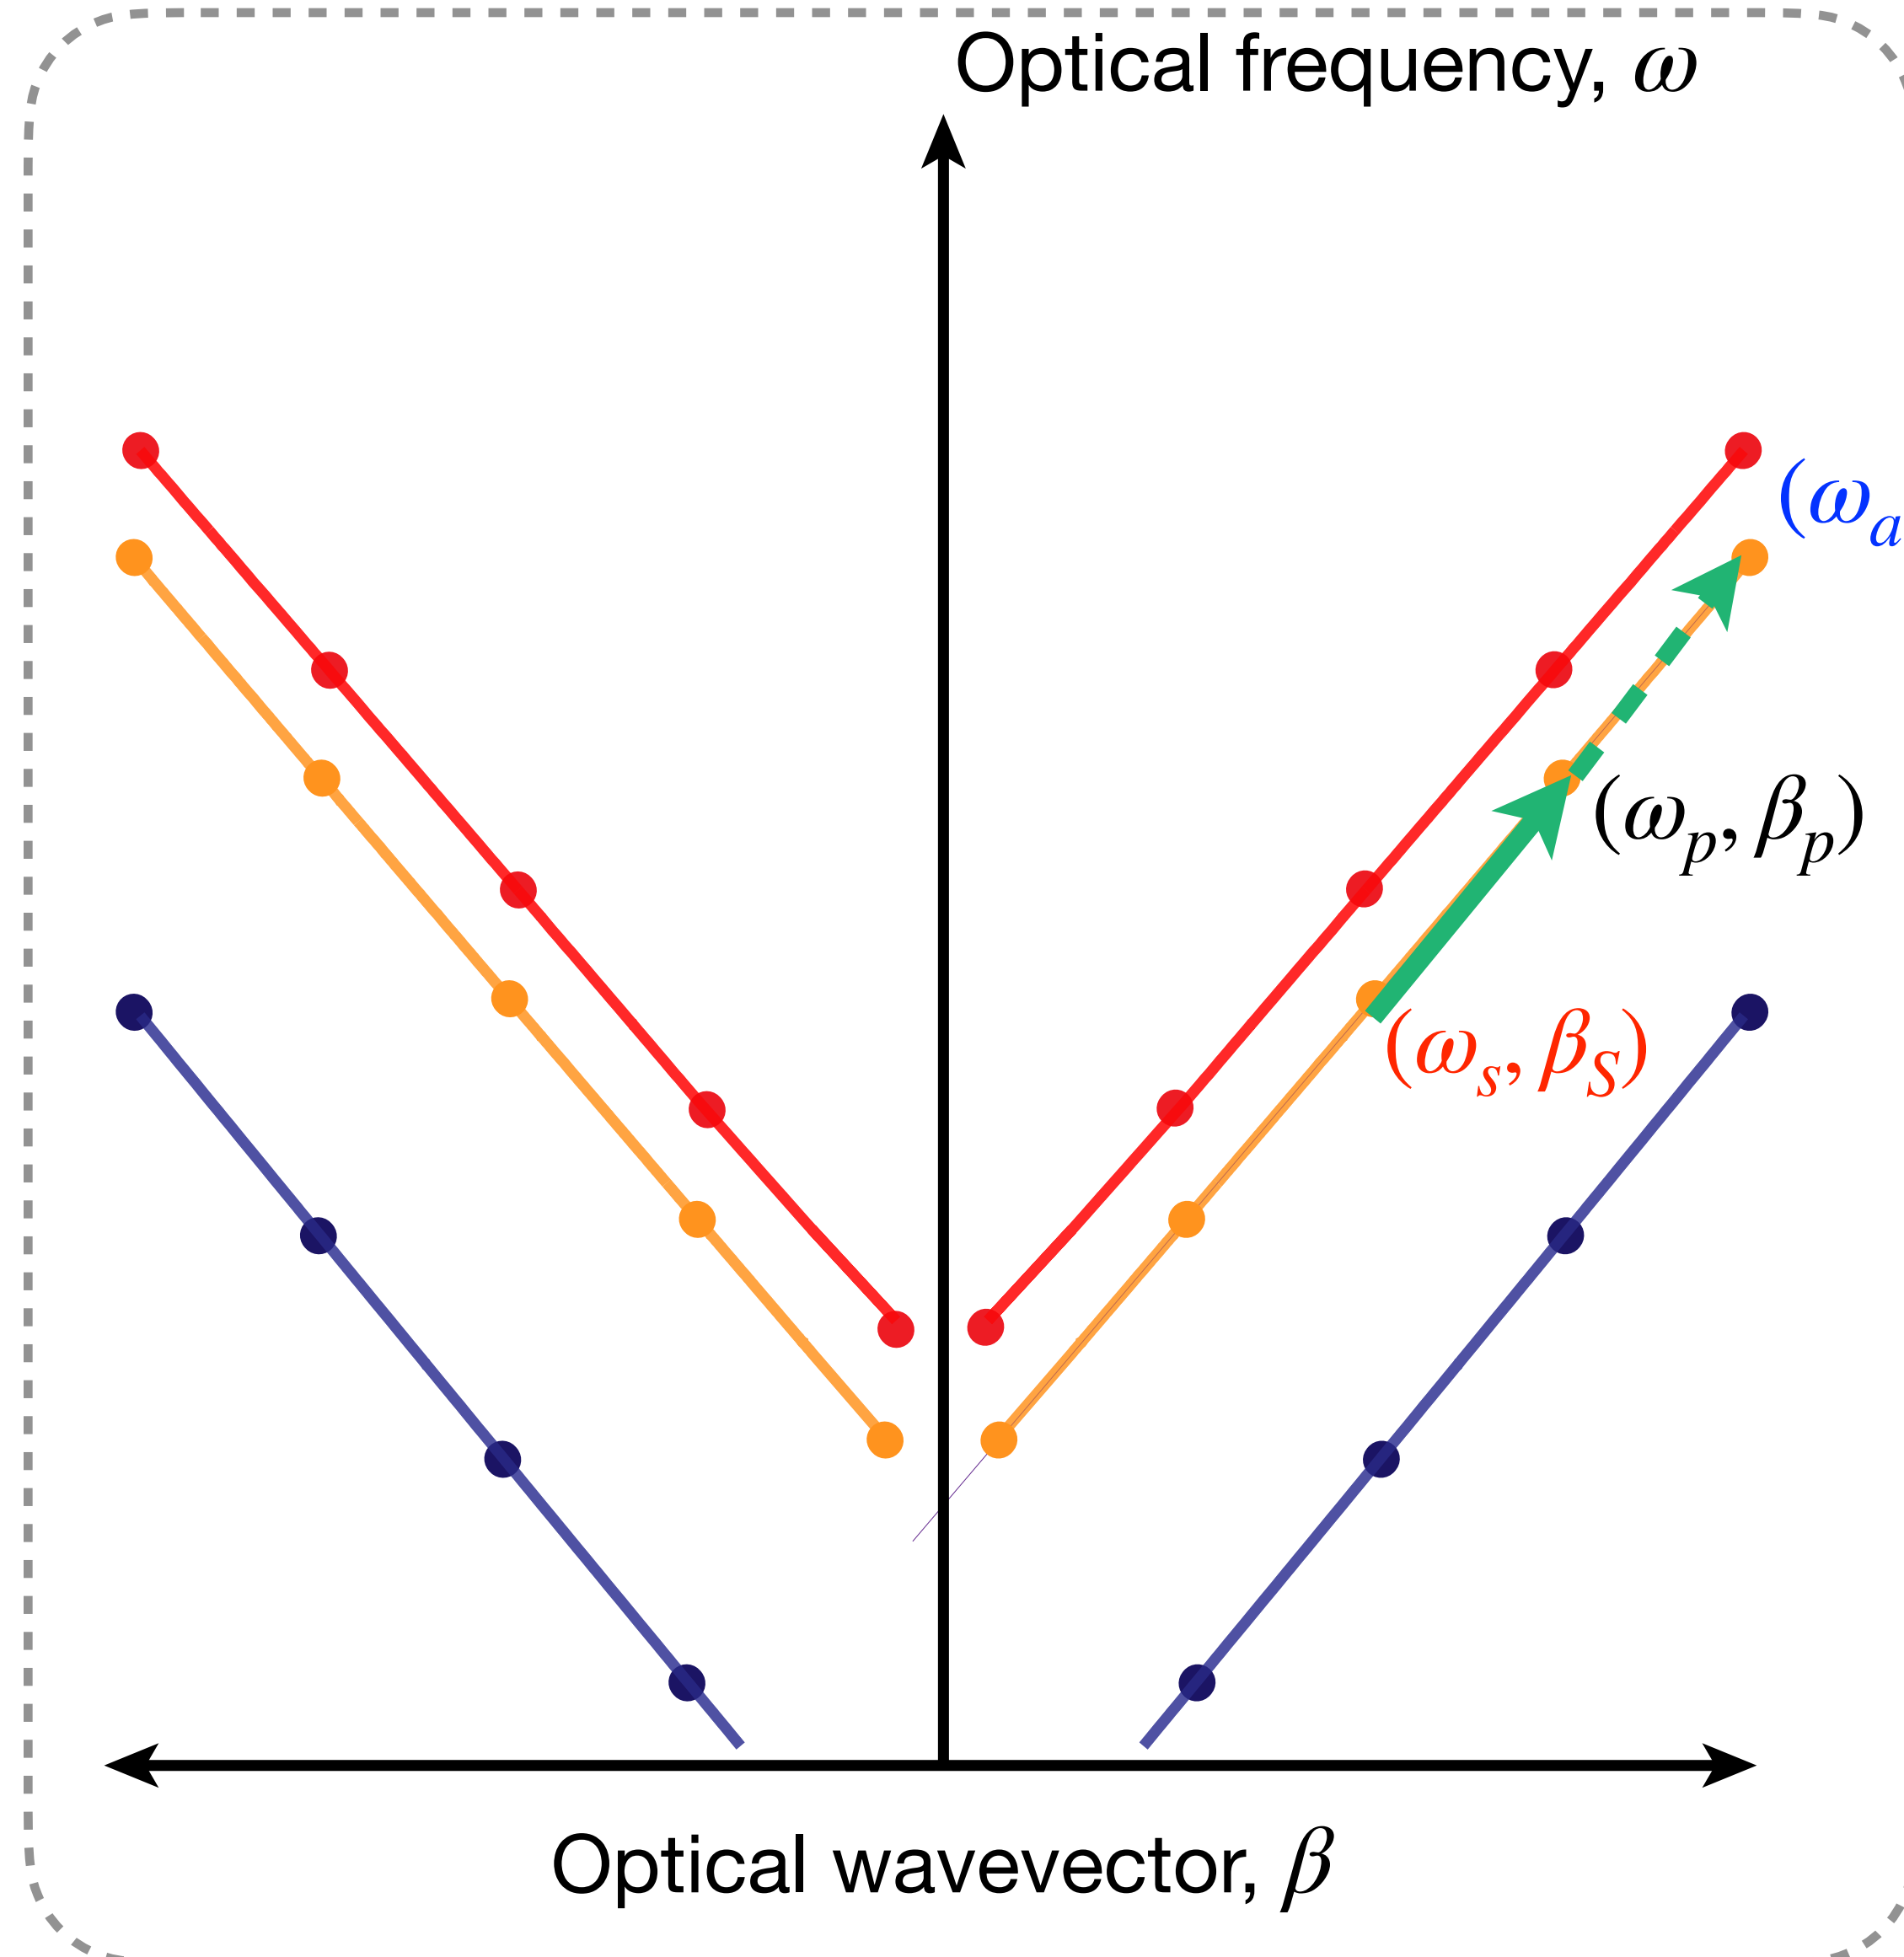 Optical frequency, ω
(ωa
(ωp, βp)
(ωs, βS)
Optical wavevector, β